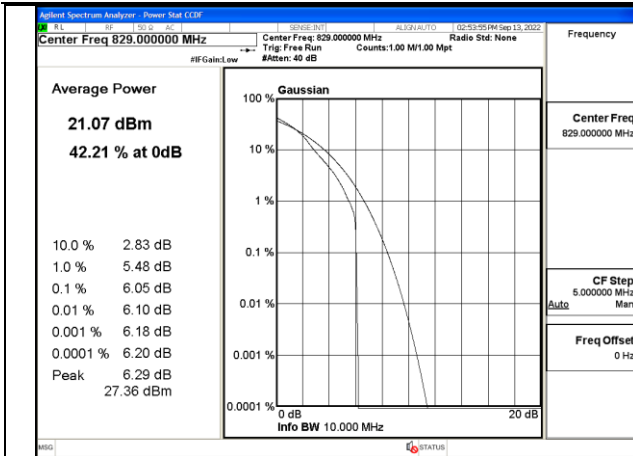 Agilent Spectrum Analyzer - Power Stat CCDF
RL RF 50 Ω AC SENSE:INT ALIGN AUTO 02:53:55 PM Sep 13, 2022
Center Freq 829.000000 MHz
Center Freq: 829.000000 MHz Radio Std: None
Trig: Free Run Counts:1.00 M/1.00 Mpt
#IFGain:Low #Atten: 40 dB
Frequency
Average Power
21.07 dBm
42.21 % at 0dB
10.0 % 2.83 dB
1.0 % 5.48 dB
0.1 % 6.05 dB
0.01 % 6.10 dB
0.001 % 6.18 dB
0.0001 % 6.20 dB
Peak 6.29 dB
27.36 dBm
Gaussian
100 %
10 %
1 %
0.1 %
0.01 %
0.001 %
0.0001 %
0 dB 20 dB
Info BW 10.000 MHz
Center Freq
829.000000 MHz
CF Step
5.000000 MHz
Auto Man
Freq Offset
0 Hz
MSG STATUS